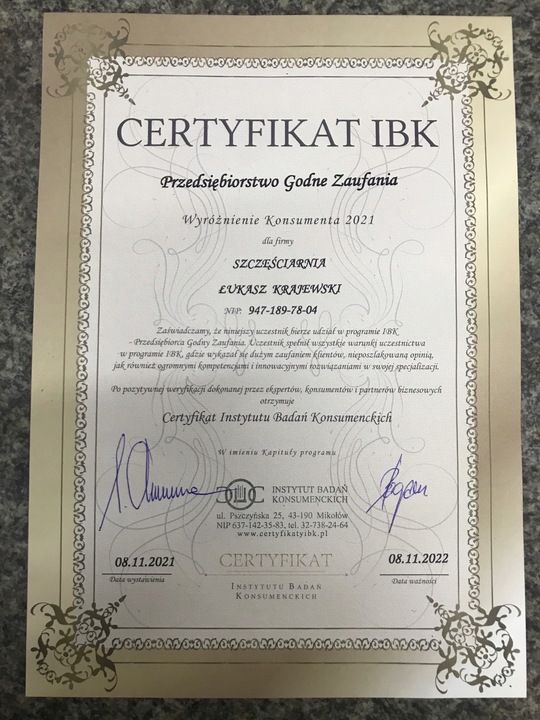 CERTYFIKAT IBK
Przedsiębiorstwo Godne Zaufania
Wyróżnienie Konsumenta 2021
dla firmy
SZCZĘŚCIARNIA
ŁUKASZ KRAJEWSKI
NIP: 947-189-78-04
Zaświadczamy, że niniejszy uczestnik bierze udział w programie IBK
- Przedsiębiorca Godny Zaufania. Uczestnik spełnił wszystkie warunki uczestnictwa
w programie IBK, gdzie wykazał się dużym zaufaniem klientów, nieposzlakowaną opinią,
jak również ogromnymi kompetencjami i innowacyjnymi rozwiązaniami w swojej specjalizacji.
Po pozytywnej weryfikacji dokonanej przez ekspertów, konsumentów i partnerów biznesowych
otrzymuje
Certyfikat Instytutu Badań Konsumenckich
W imieniu Kapituły programu
INSTYTUT BADAŃ
KONSUMENCKICH
ul. Pszczyńska 25, 43-190 Mikołów
NIP 637-142-35-83, tel. 32-738-24-64
www.certyfikatyibk.pl
08.11.2021
Data wystawienia
CERTYFIKAT
INSTYTUTU BADAŃ
KONSUMENCKICH
08.11.2022
Data ważności